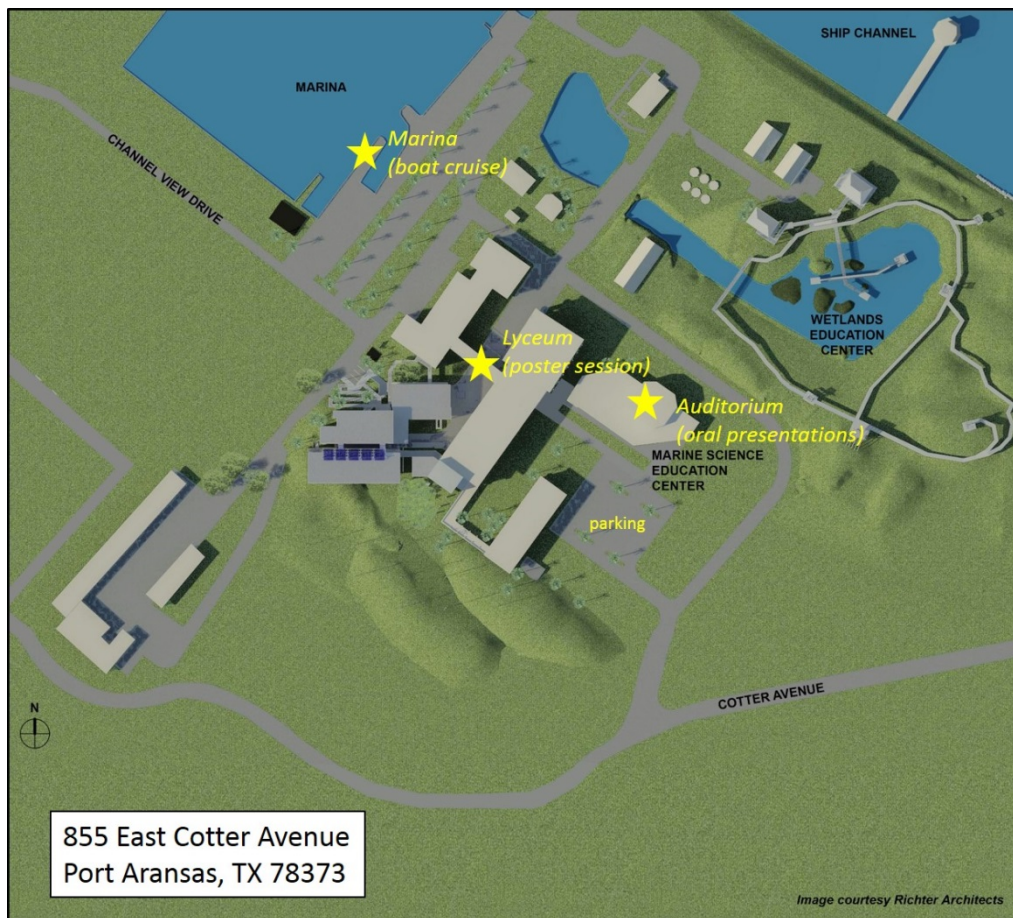 SHIP CHANNEL
MARINA
Marina
(boat cruise)
CHANNEL VIEW DRIVE
WETLANDS
EDUCATION
CENTER
Lyceum
(poster session)
Auditorium
(oral presentations)
MARINE SCIENCE
EDUCATION
CENTER
parking
COTTER AVENUE
N
855 East Cotter Avenue
Port Aransas, TX 78373
Image courtesy Richter Architects